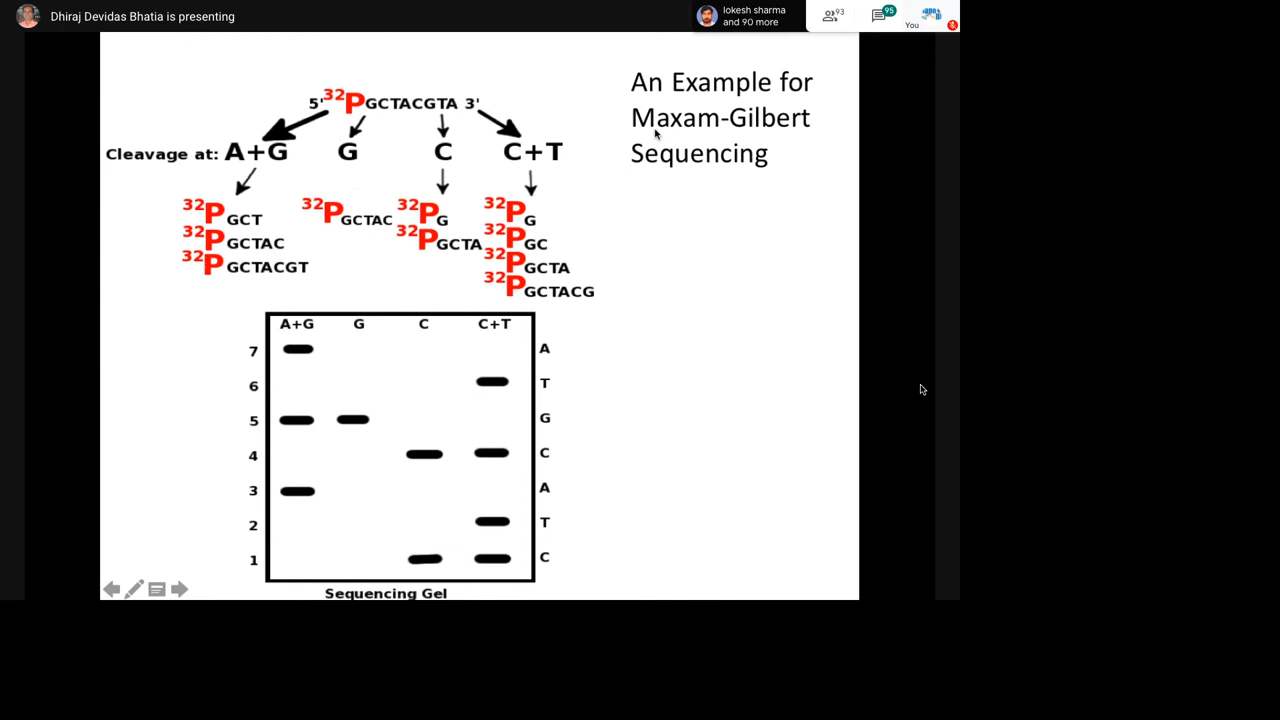 Dhiraj Devidas Bhatia is presenting
lokesh sharma
and 90 more
93
95
You
An Example for
Maxam-Gilbert
Sequencing
5' 32PGCTACGTA 3'
Cleavage at: A+G G C C+T
32PGCT 32PGCTAC 32PG 32PG
32PGCTAC 32PGCTA 32PGC
32PGCTACGT 32PGCTA
32PGCTACG
A+G G C C+T
7 A
6 T
5 G
4 C
3 A
2 T
1 C
Sequencing Gel